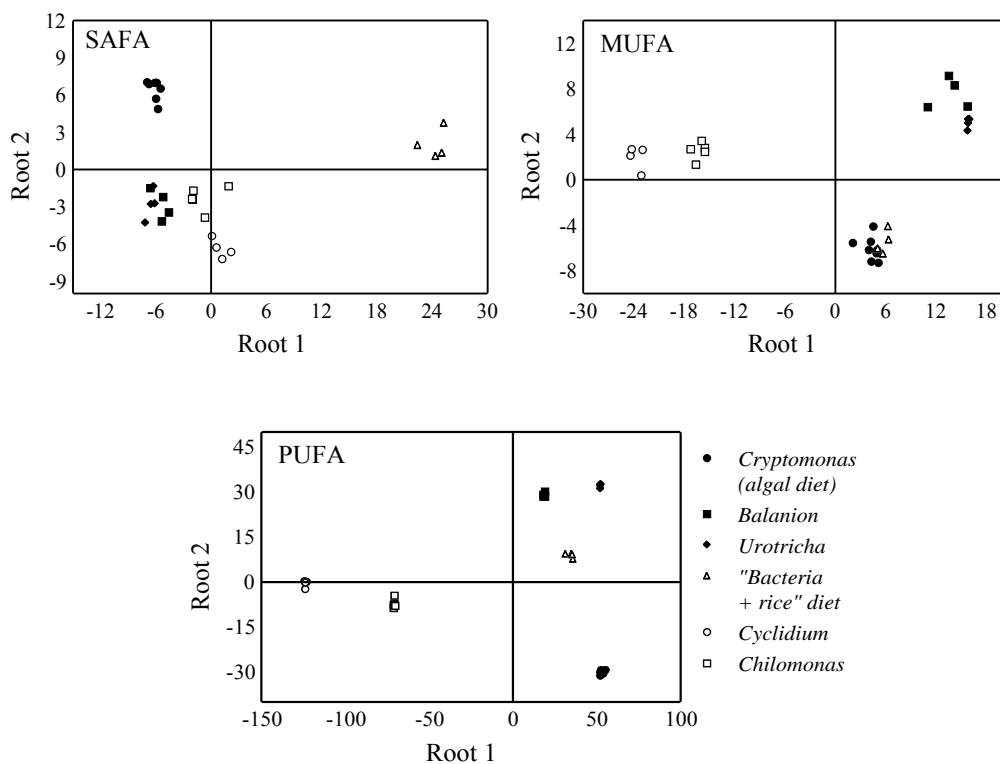 12
9
6
3
0
-3
-6
-9
SAFA
Root 2
-12 -6 0 6 12 18 24 30
Root 1
12
8
4
0
-4
-8
MUFA
Root 2
-30 -24 -18 -12 -6 0 6 12 18
Root 1
45
30
15
0
-15
-30
PUFA
Root 2
-150 -100 -50 0 50 100
Root 1
Cryptomonas
(algal diet)
Balanion
Urotricha
"Bacteria
+ rice" diet
Cyclidium
Chilomonas